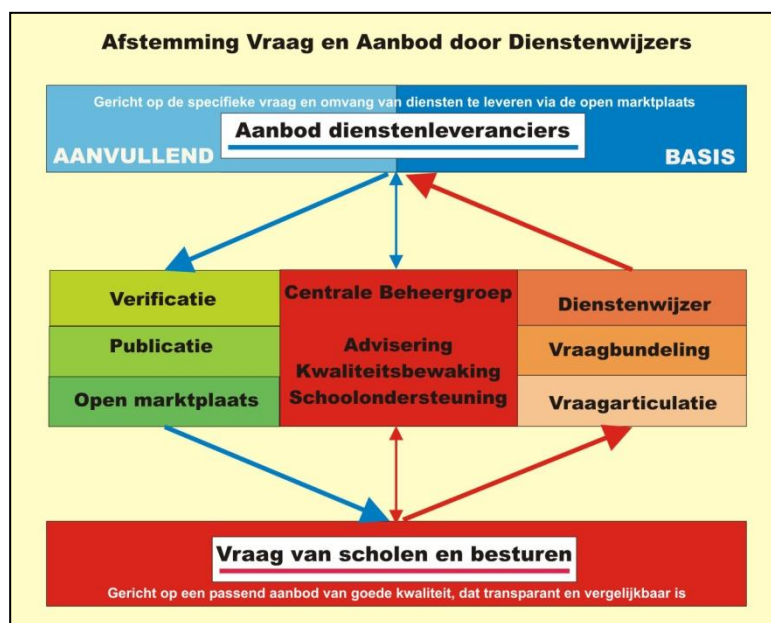 Afstemming Vraag en Aanbod door Dienstenwijzers
Gericht op de specifieke vraag en omvang van diensten te leveren via de open marktplaats
Aanbod dienstenleveranciers
AANVULLEND
BASIS
Verificatie
Publicatie
Open marktplaats
Centrale Beheergroep
Advisering
Kwaliteitsbewaking
Schoolondersteuning
Dienstenwijzer
Vraagbundeling
Vraagarticulatie
Vraag van scholen en besturen
Gericht op een passend aanbod van goede kwaliteit, dat transparant en vergelijkbaar is